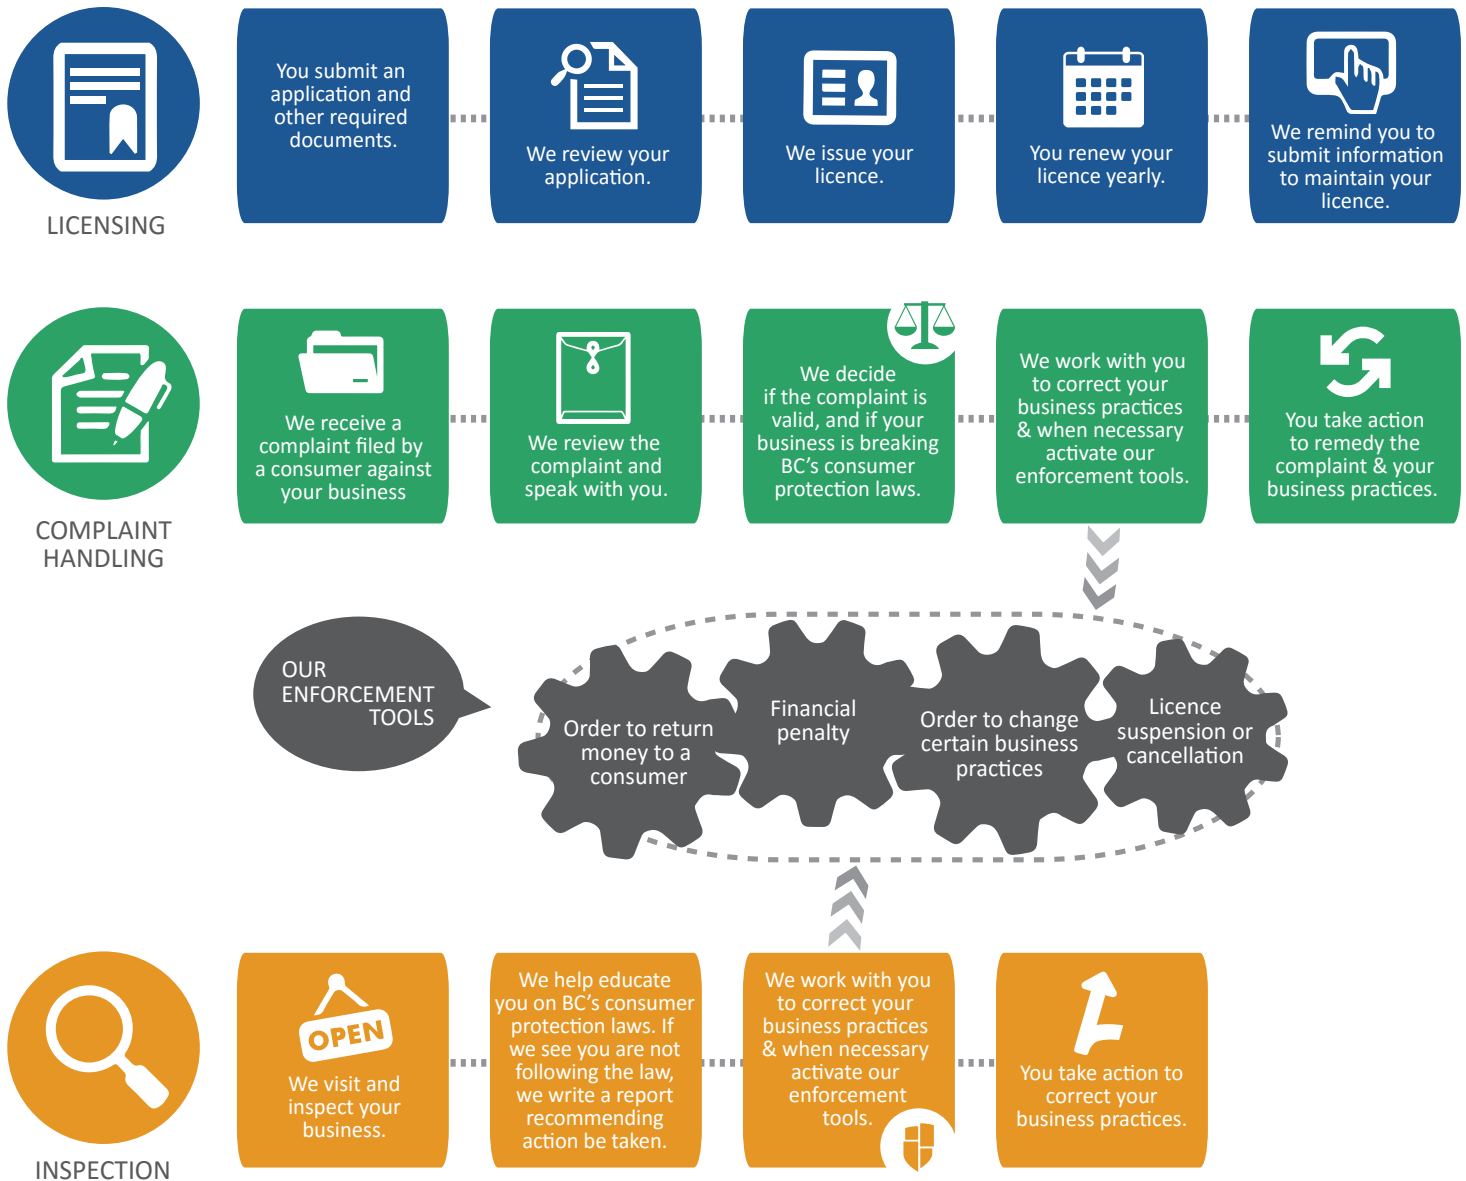 You submit an
application and
other required
documents.
We review your
application.
We issue your
licence.
You renew your
licence yearly.
We remind you to
submit information
to maintain your
licence.
LICENSING
We receive a
complaint filed by
a consumer against
your business
We review the
complaint and
speak with you.
We decide
if the complaint is
valid, and if your
business is breaking
BC's consumer
protection laws.
We work with you
to correct your
business practices
& when necessary
activate our
enforcement tools.
You take action
to remedy the
complaint & your
business practices.
COMPLAINT
HANDLING
OUR
ENFORCEMENT
TOOLS
Order to return
money to a
consumer
Financial
penalty
Order to change
certain business
practices
Licence
suspension or
cancellation
OPEN
We visit and
inspect your
business.
We help educate
you on BC's consumer
protection laws. If
we see you are not
following the law,
we write a report
recommending
action be taken.
We work with you
to correct your
business practices
& when necessary
activate our
enforcement
tools.
You take action to
correct your
business practices.
INSPECTION